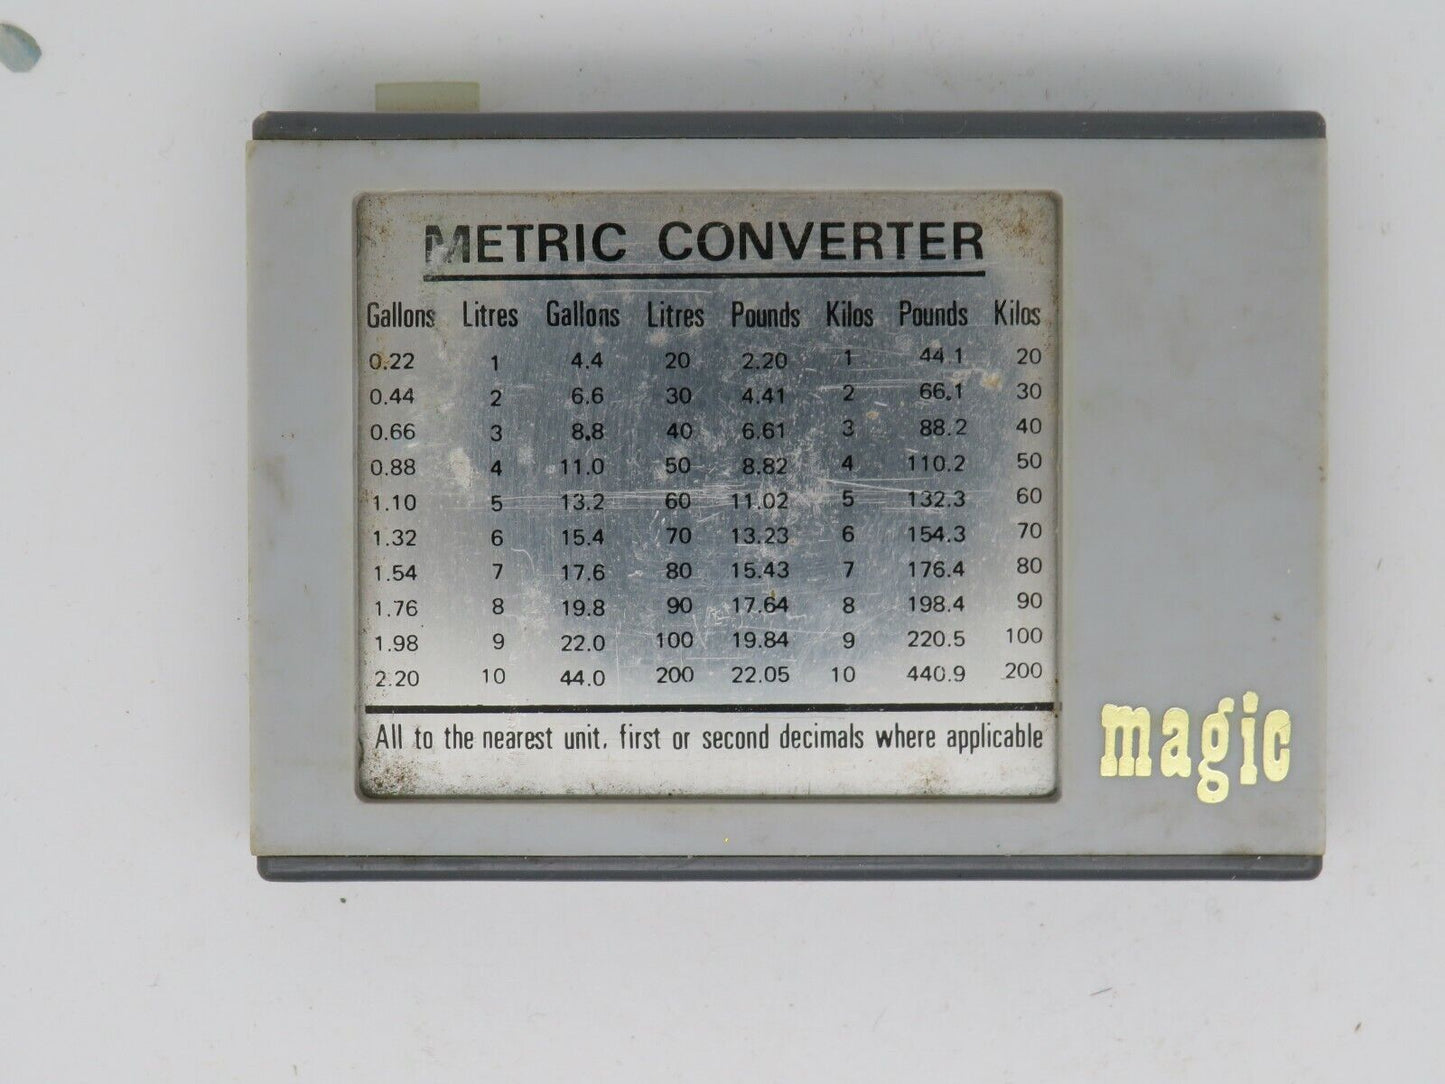 METRIC CONVERTER
Gallons Litres Gallons Litres Pounds Kilos Pounds Kilos
0.22 1 4.4 20 2.20 1 44.1 20
0.44 2 6.6 30 4.41 2 66.1 30
0.66 3 8.8 40 6.61 3 88.2 40
0.88 4 11.0 50 8.82 4 110.2 50
1.10 5 13.2 60 11.02 5 132.3 60
1.32 6 15.4 70 13.23 6 154.3 70
1.54 7 17.6 80 15.43 7 176.4 80
1.76 8 19.8 90 17.64 8 198.4 90
1.98 9 22.0 100 19.84 9 220.5 100
2.20 10 44.0 200 22.05 10 440.9 200
All to the nearest unit, first or second decimals where applicable
magic